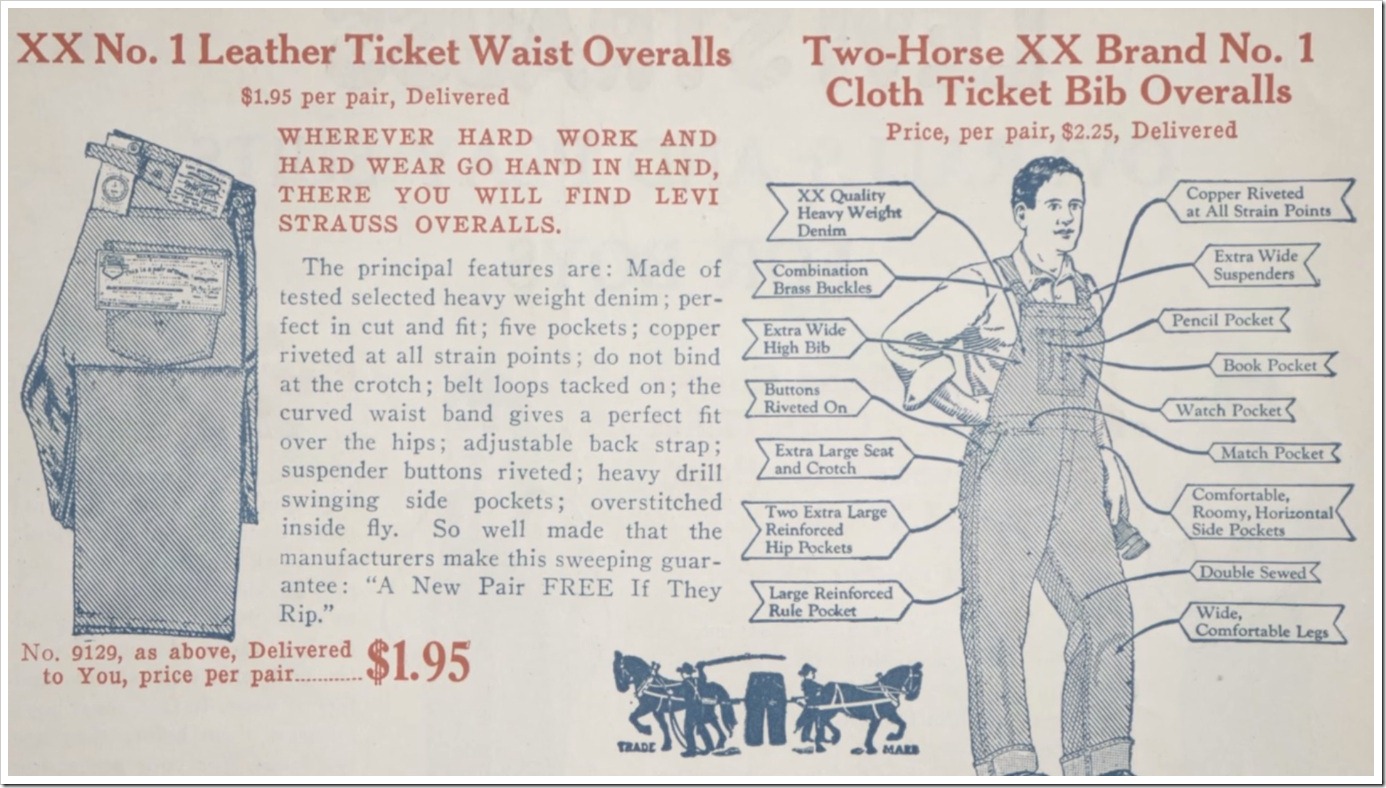 XX No. 1 Leather Ticket Waist Overalls
$1.95 per pair, Delivered
WHEREVER HARD WORK AND
HARD WEAR GO HAND IN HAND,
THERE YOU WILL FIND LEVI
STRAUSS OVERALLS.
The principal features are: Made of
tested selected heavy weight denim; per-
fect in cut and fit; five pockets; copper
riveted at all strain points; do not bind
at the crotch; belt loops tacked on; the
curved waist band gives a perfect fit
over the hips; adjustable back strap;
suspender buttons riveted; heavy drill
swinging side pockets; overstitched
inside fly. So well made that the
manufacturers make this sweeping guar-
antee: “A New Pair FREE If They
Rip.”
No. 9129, as above, Delivered
to You, price per pair............ $1.95
Two-Horse XX Brand No. 1
Cloth Ticket Bib Overalls
Price, per pair, $2.25, Delivered
XX Quality
Heavy Weight
Denim
Combination
Brass Buckles
Extra Wide
High Bib
Buttons
Riveted On
Extra Large Seat
and Crotch
Two Extra Large
Reinforced
Hip Pockets
Large Reinforced
Rule Pocket
Copper Riveted
at All Strain Points
Extra Wide
Suspenders
Pencil Pocket
Book Pocket
Watch Pocket
Match Pocket
Comfortable,
Roomy, Horizontal
Side Pockets
Double Sewed
Wide,
Comfortable Legs
TRADE MARK